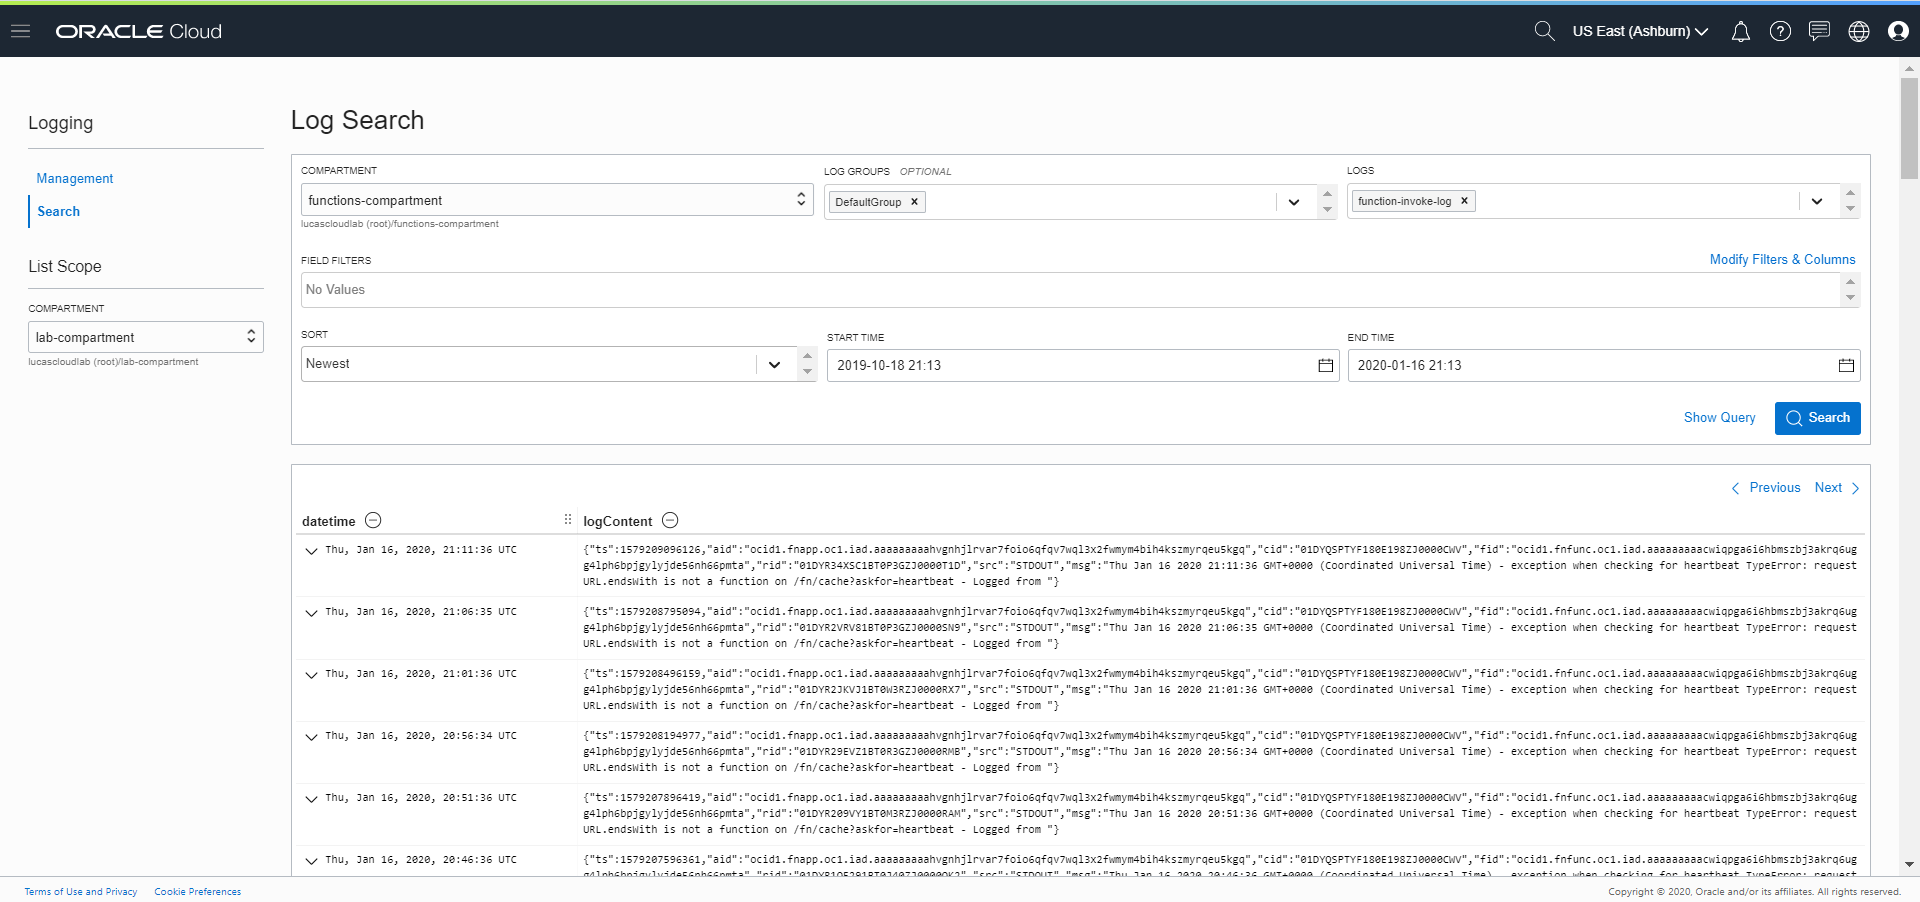 ORACLE Cloud
US East (Ashburn)
Logging
Management
Search
List Scope
COMPARTMENT
lab-compartment
lucascloudlab (root)/lab-compartment
Log Search
COMPARTMENT
functions-compartment
lucascloudlab (root)/functions-compartment
LOG GROUPS OPTIONAL
DefaultGroup ×
LOGS
function-invoke-log ×
FIELD FILTERS
Modify Filters & Columns
No Values
SORT
Newest
START TIME
2019-10-18 21:13
END TIME
2020-01-16 21:13
Show Query
Search
Previous Next
datetime
logContent
Thu, Jan 16, 2020, 21:11:36 UTC
{"ts":1579209096126,"aid":"ocid1.fnapp.oc1.iad.aaaaaaaaahvgnhjlrvar7foio6qfqv7wql3x2fwmym4bih4kszmyrqeu5kgq","cid":"01DYQSPTYF180E198ZJ0000CWV","fid":"ocid1.fnfunc.oc1.iad.aaaaaaaaacwiqpga6i6hbmszbj3akrq6ug
g4lph6bpjgylyjde56nh66pmta","rid":"01DYR34XSC1BT0P3GZJ0000T1D","src":"STDOUT","msg":"Thu Jan 16 2020 21:11:36 GMT+0000 (Coordinated Universal Time) - exception when checking for heartbeat TypeError: request
URL.endsWith is not a function on /fn/cache?askfor=heartbeat - Logged from "}
Thu, Jan 16, 2020, 21:06:35 UTC
{"ts":1579208795094,"aid":"ocid1.fnapp.oc1.iad.aaaaaaaaahvgnhjlrvar7foio6qfqv7wql3x2fwmym4bih4kszmyrqeu5kgq","cid":"01DYQSPTYF180E198ZJ0000CWV","fid":"ocid1.fnfunc.oc1.iad.aaaaaaaaacwiqpga6i6hbmszbj3akrq6ug
g4lph6bpjgylyjde56nh66pmta","rid":"01DYR2VRV81BT0P3GZJ0000SN9","src":"STDOUT","msg":"Thu Jan 16 2020 21:06:35 GMT+0000 (Coordinated Universal Time) - exception when checking for heartbeat TypeError: request
URL.endsWith is not a function on /fn/cache?askfor=heartbeat - Logged from "}
Thu, Jan 16, 2020, 21:01:36 UTC
{"ts":1579208496159,"aid":"ocid1.fnapp.oc1.iad.aaaaaaaaahvgnhjlrvar7foio6qfqv7wql3x2fwmym4bih4kszmyrqeu5kgq","cid":"01DYQSPTYF180E198ZJ0000CWV","fid":"ocid1.fnfunc.oc1.iad.aaaaaaaaacwiqpga6i6hbmszbj3akrq6ug
g4lph6bpjgylyjde56nh66pmta","rid":"01DYR2JKVJ1BT0W3RZJ0000RX7","src":"STDOUT","msg":"Thu Jan 16 2020 21:01:36 GMT+0000 (Coordinated Universal Time) - exception when checking for heartbeat TypeError: request
URL.endsWith is not a function on /fn/cache?askfor=heartbeat - Logged from "}
Thu, Jan 16, 2020, 20:56:34 UTC
{"ts":1579208194977,"aid":"ocid1.fnapp.oc1.iad.aaaaaaaaahvgnhjlrvar7foio6qfqv7wql3x2fwmym4bih4kszmyrqeu5kgq","cid":"01DYQSPTYF180E198ZJ0000CWV","fid":"ocid1.fnfunc.oc1.iad.aaaaaaaaacwiqpga6i6hbmszbj3akrq6ug
g4lph6bpjgylyjde56nh66pmta","rid":"01DYR29EVZ1BT0R3GZJ0000RMB","src":"STDOUT","msg":"Thu Jan 16 2020 20:56:34 GMT+0000 (Coordinated Universal Time) - exception when checking for heartbeat TypeError: request
URL.endsWith is not a function on /fn/cache?askfor=heartbeat - Logged from "}
Thu, Jan 16, 2020, 20:51:36 UTC
{"ts":1579207896419,"aid":"ocid1.fnapp.oc1.iad.aaaaaaaaahvgnhjlrvar7foio6qfqv7wql3x2fwmym4bih4kszmyrqeu5kgq","cid":"01DYQSPTYF180E198ZJ0000CWV","fid":"ocid1.fnfunc.oc1.iad.aaaaaaaaacwiqpga6i6hbmszbj3akrq6ug
g4lph6bpjgylyjde56nh66pmta","rid":"01DYR209VY1BT0M3RZJ0000RAM","src":"STDOUT","msg":"Thu Jan 16 2020 20:51:36 GMT+0000 (Coordinated Universal Time) - exception when checking for heartbeat TypeError: request
URL.endsWith is not a function on /fn/cache?askfor=heartbeat - Logged from "}
Thu, Jan 16, 2020, 20:46:36 UTC
{"ts":1579207596361,"aid":"ocid1.fnapp.oc1.iad.aaaaaaaaahvgnhjlrvar7foio6qfqv7wql3x2fwmym4bih4kszmyrqeu5kgq","cid":"01DYQSPTYF180E198ZJ0000CWV","fid":"ocid1.fnfunc.oc1.iad.aaaaaaaaacwiqpga6i6hbmszbj3akrq6ug
Terms of Use and Privacy Cookie Preferences
Copyright © 2020, Oracle and/or its affiliates. All rights reserved.